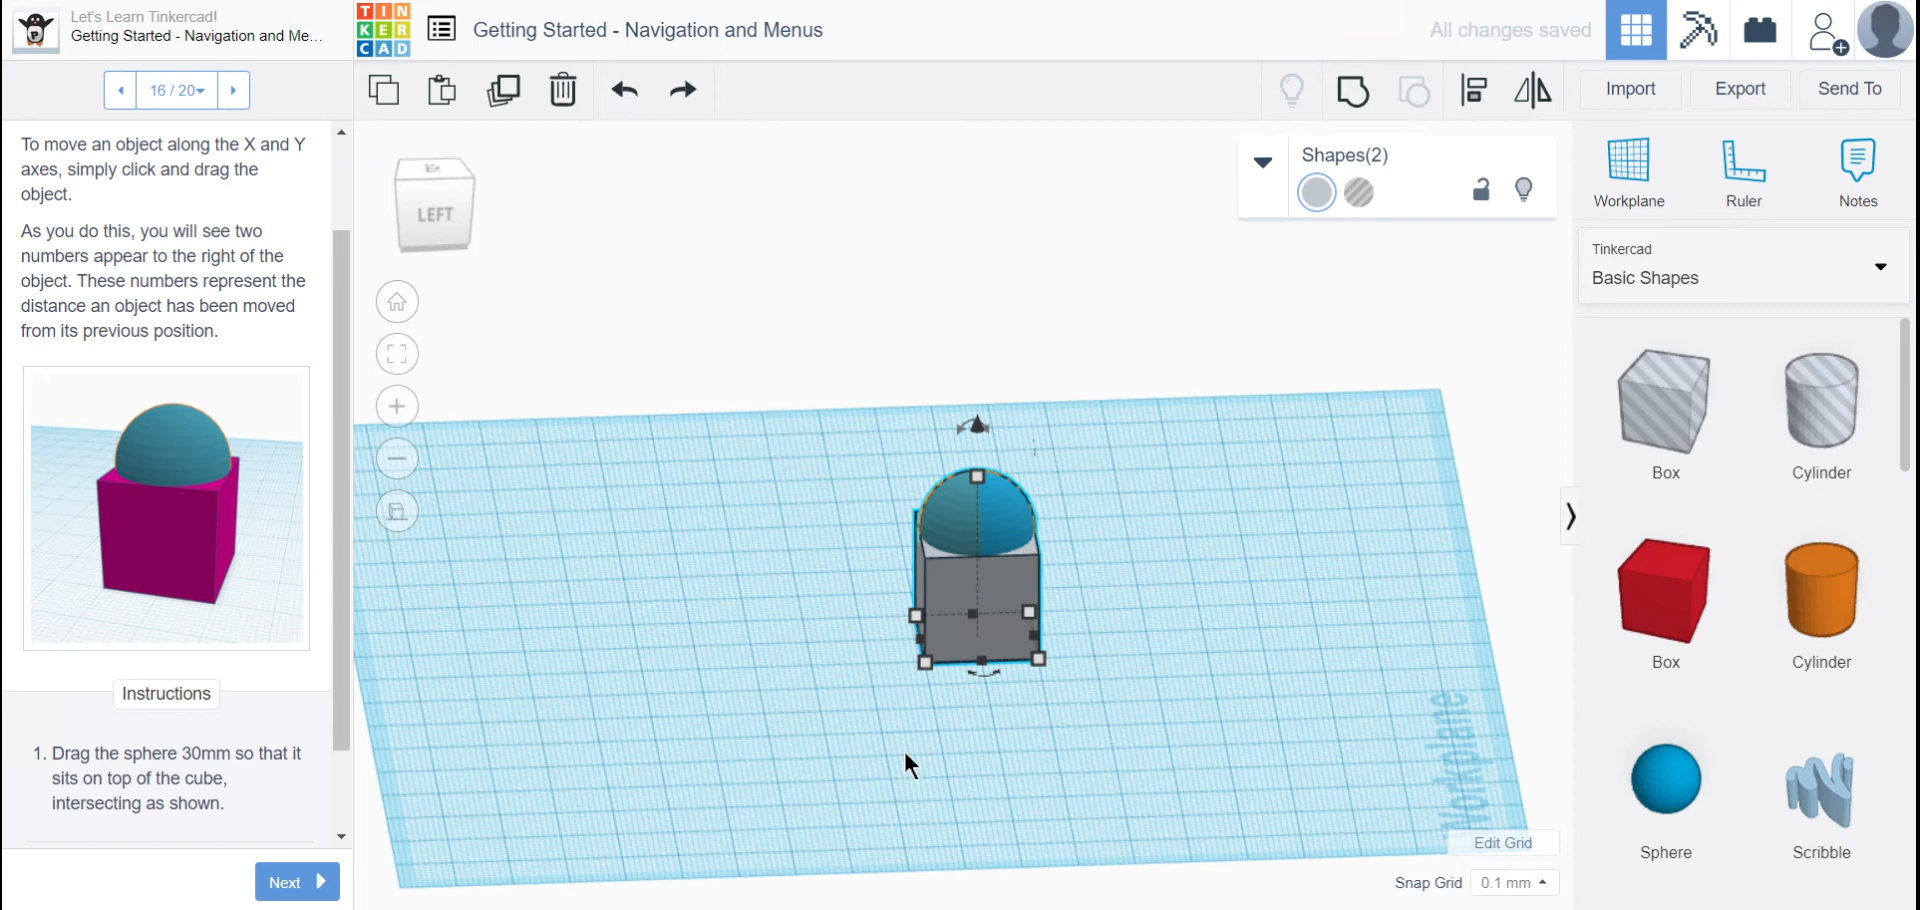 Let's Learn Tinkercad!
Getting Started - Navigation and Me...
TIN
KER
CAD
Getting Started - Navigation and Menus
All changes saved
16 / 20
Import
Export
Send To
To move an object along the X and Y
axes, simply click and drag the
object.
As you do this, you will see two
numbers appear to the right of the
object. These numbers represent the
distance an object has been moved
from its previous position.
Instructions
1. Drag the sphere 30mm so that it
sits on top of the cube,
intersecting as shown.
Next
LEFT
Shapes(2)
Workplane
Edit Grid
Snap Grid
0.1 mm
Workplane
Ruler
Notes
Tinkercad
Basic Shapes
Box
Cylinder
Box
Cylinder
Sphere
Scribble